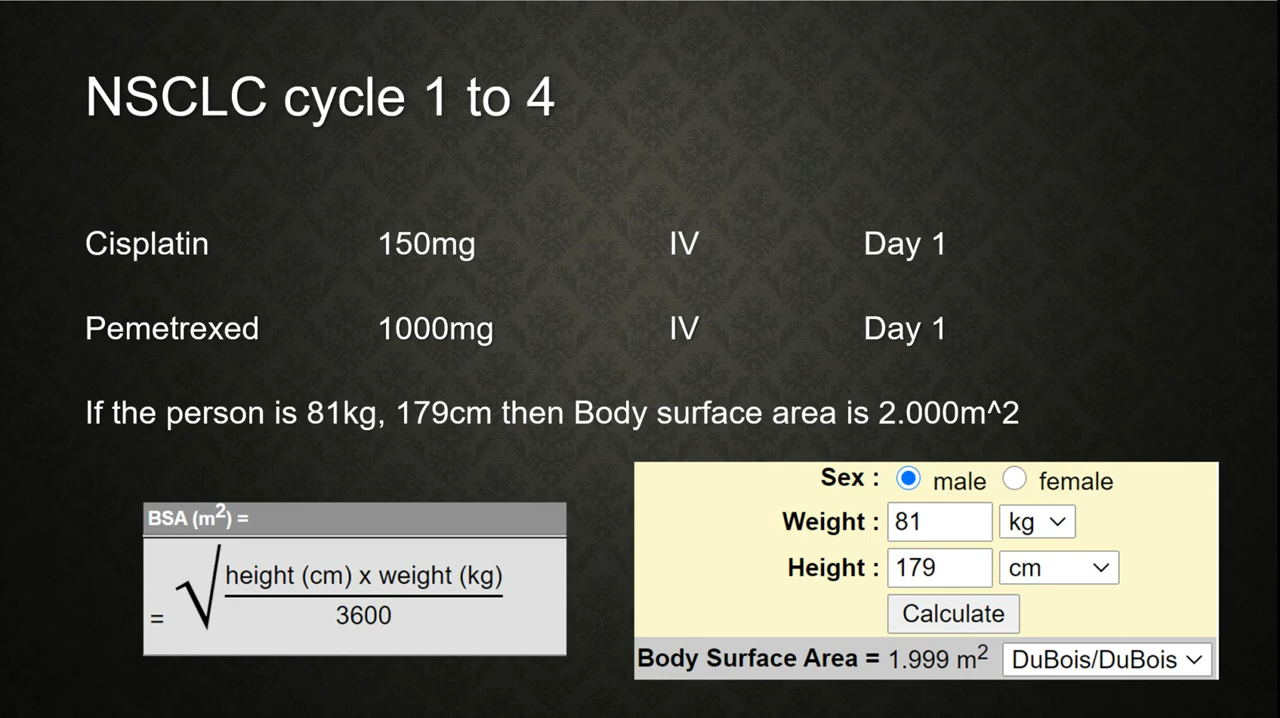 NSCLC cycle 1 to 4
Cisplatin 150mg IV Day 1
Pemetrexed 1000mg IV Day 1
If the person is 81kg, 179cm then Body surface area is 2.000m^2
BSA (m2) =
height (cm) x weight (kg)
= √
3600
Sex : male female
Weight : 81 kg
Height : 179 cm
Calculate
Body Surface Area = 1.999 m2 DuBois/DuBois